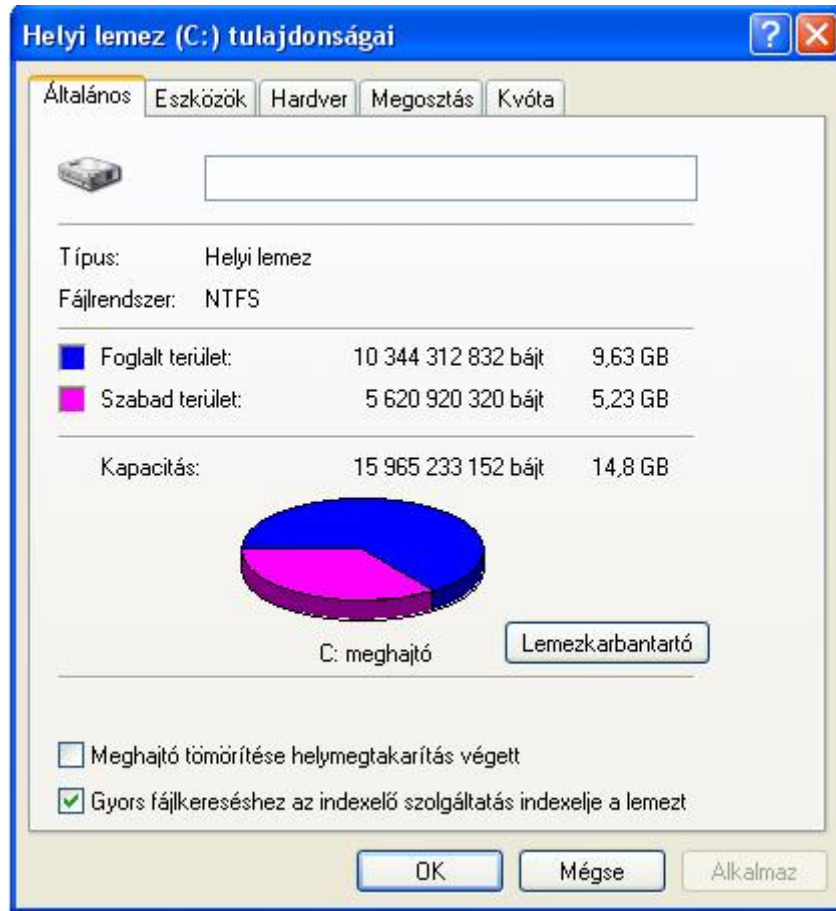 Helyi lemez (C:) tulajdonságai
Általános Eszközök Hardver Megosztás Kvóta
Típus: Helyi lemez
Fájlrendszer: NTFS
Foglalt terület: 10 344 312 832 bájt 9,63 GB
Szabad terület: 5 620 920 320 bájt 5,23 GB
Kapacitás: 15 965 233 152 bájt 14,8 GB
C: meghajtó
Lemezkarbantartó
Meghajtó tömörítése helymegtakarítás végett
Gyors fájlkereséshez az indexelő szolgáltatás indexelje a lemezt
OK Mégse Alkalmaz